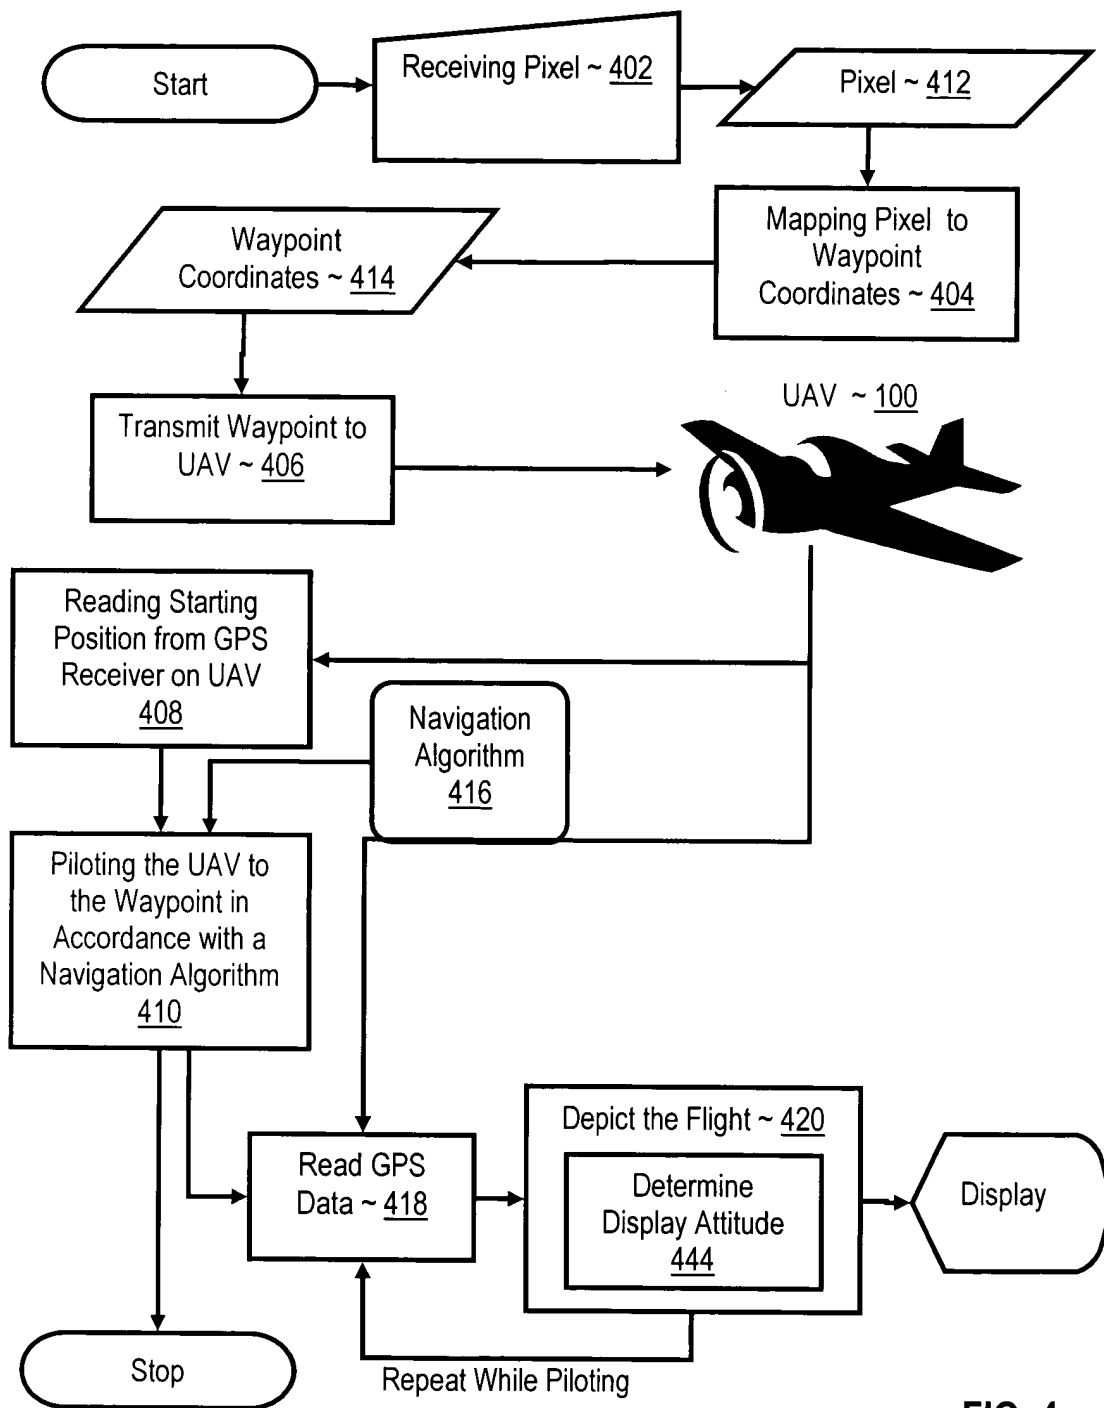 Start
Receiving Pixel ~ 402
Pixel ~ 412
Mapping Pixel to
Waypoint
Coordinates ~ 404
Waypoint
Coordinates ~ 414
Transmit Waypoint to
UAV ~ 406
UAV ~ 100
Reading Starting
Position from GPS
Receiver on UAV
408
Navigation
Algorithm
416
Piloting the UAV to
the Waypoint in
Accordance with a
Navigation Algorithm
410
Read GPS
Data ~ 418
Depict the Flight ~ 420
Determine
Display Attitude
444
Display
Repeat While Piloting
Stop
FIG. 4